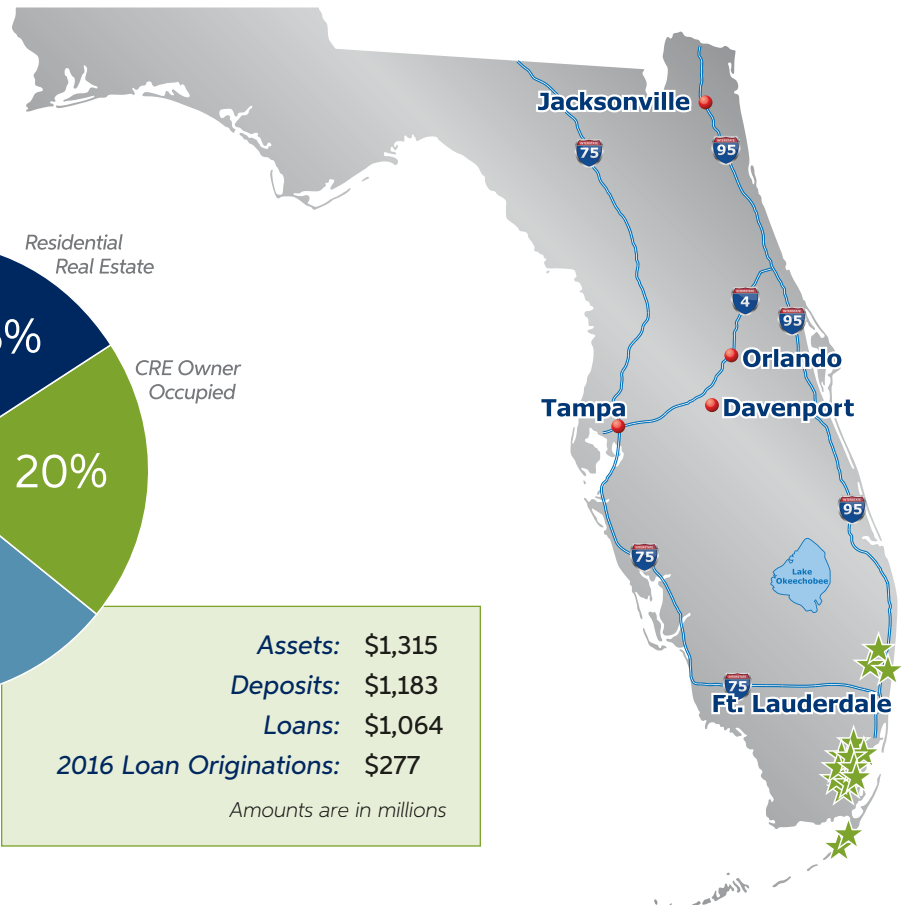 Jacksonville
75
95
Residential
Real Estate
%
4
95
CRE Owner
Occupied
Orlando
Tampa
Davenport
20%
95
75
Lake
Okeechobee
Assets: $1,315
Deposits: $1,183
Loans: $1,064
2016 Loan Originations: $277
Amounts are in millions
75
Ft. Lauderdale